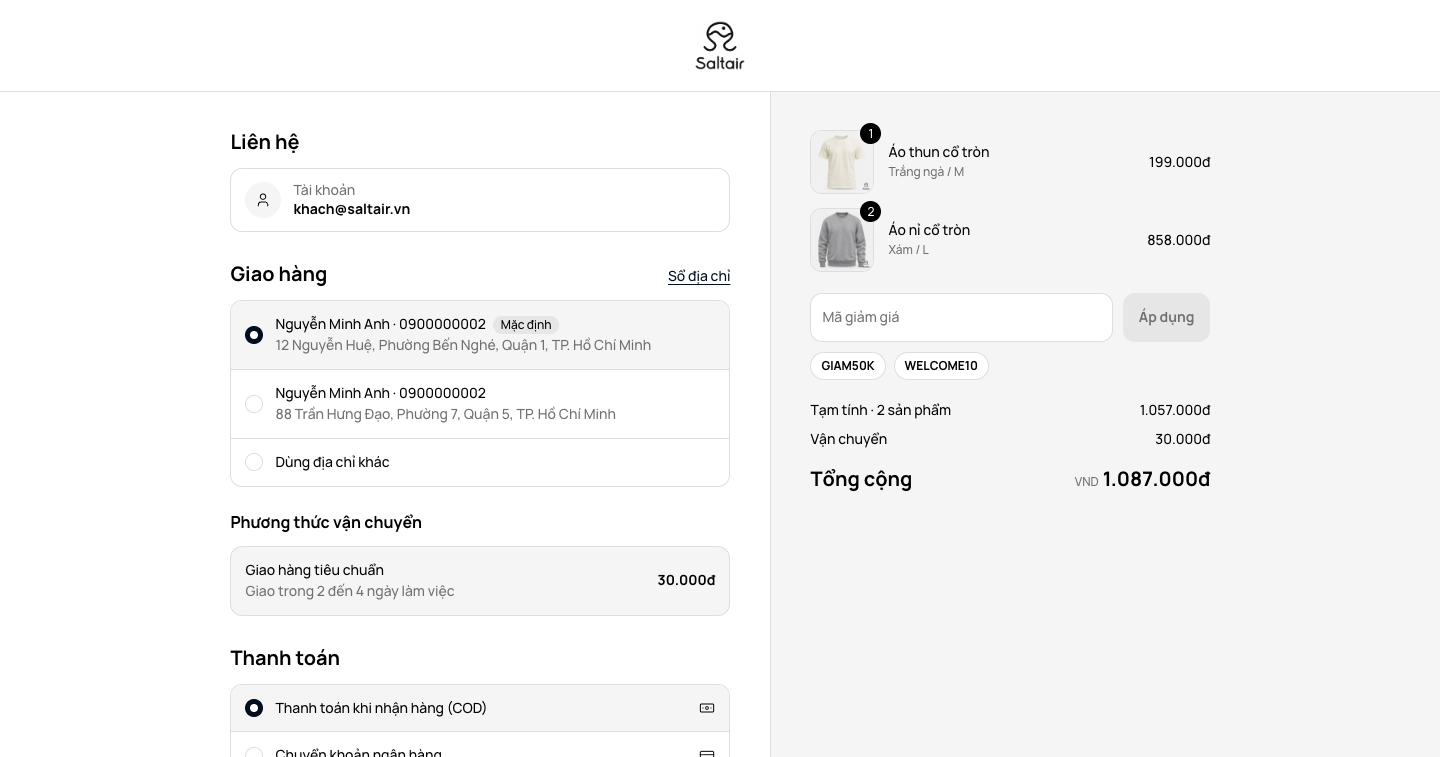 Saltair
Liên hệ
Tài khoản
khach@saltair.vn
Giao hàng
Sổ địa chỉ
Nguyễn Minh Anh · 0900000002 Mặc định
12 Nguyễn Huệ, Phường Bến Nghé, Quận 1, TP. Hồ Chí Minh
Nguyễn Minh Anh · 0900000002
88 Trần Hưng Đạo, Phường 7, Quận 5, TP. Hồ Chí Minh
Dùng địa chỉ khác
Phương thức vận chuyển
Giao hàng tiêu chuẩn
Giao trong 2 đến 4 ngày làm việc
30.000đ
Thanh toán
Thanh toán khi nhận hàng (COD)
Chuyển khoản ngân hàng
1
Áo thun cổ tròn
Trắng ngà / M
199.000đ
2
Áo nỉ cổ tròn
Xám / L
858.000đ
Mã giảm giá
Áp dụng
GIAM50K
WELCOME10
Tạm tính · 2 sản phẩm 1.057.000đ
Vận chuyển 30.000đ
Tổng cộng VND 1.087.000đ